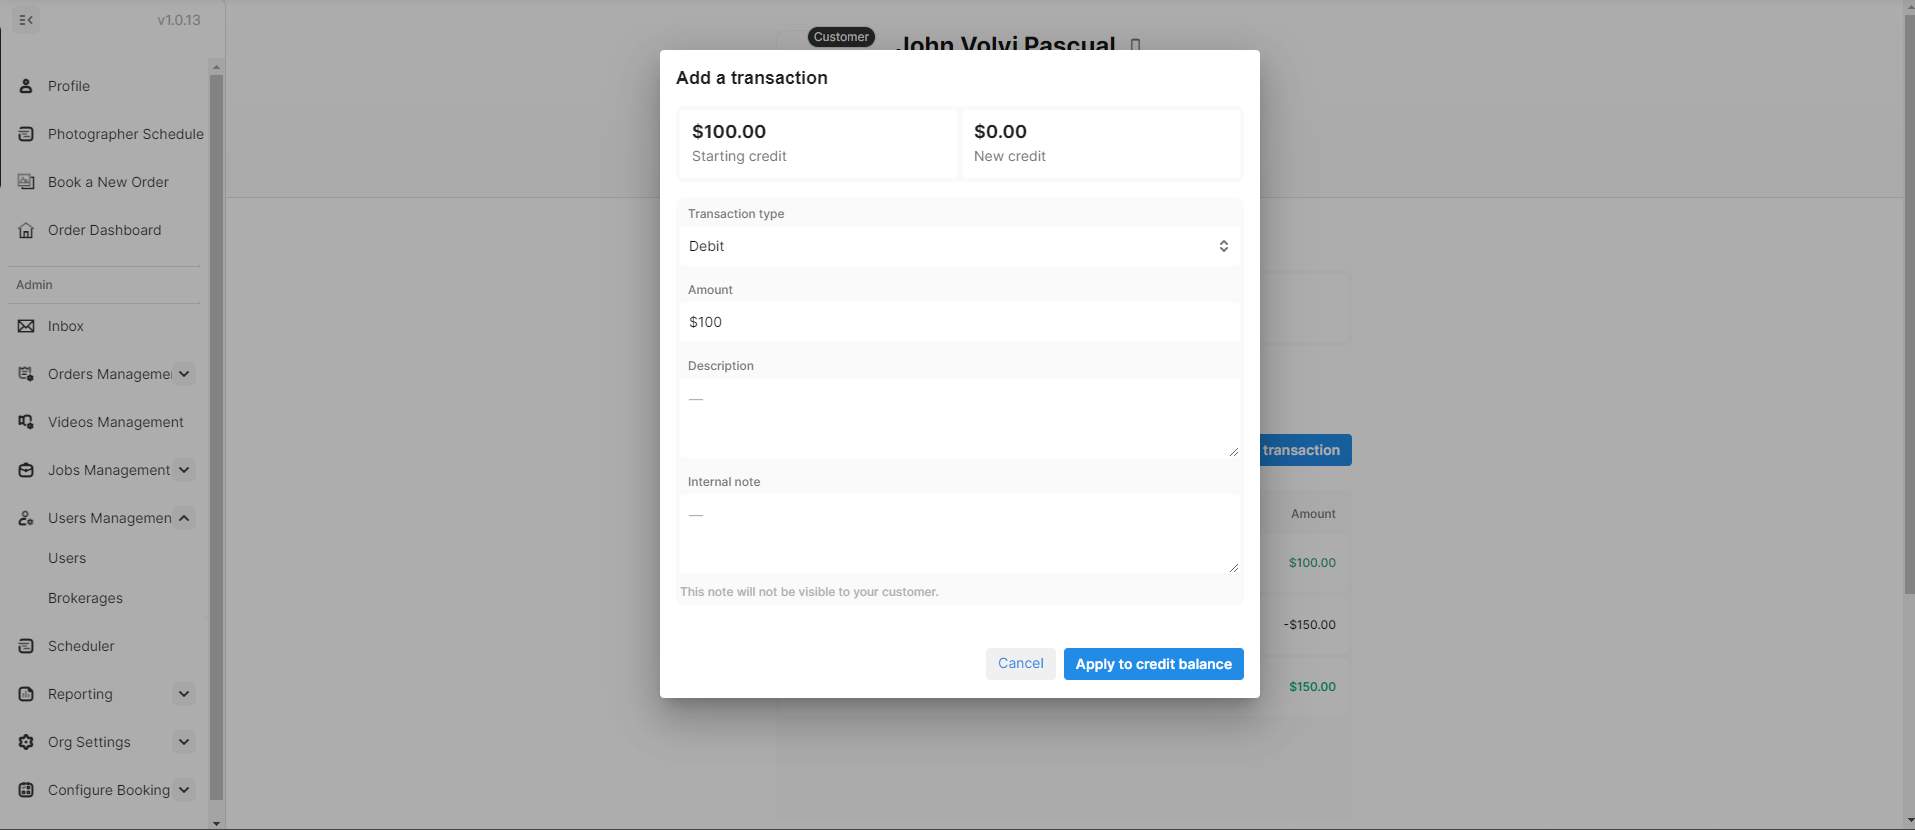 v1.0.13
Profile
Photographer Schedule
Book a New Order
Order Dashboard
Admin
Inbox
Orders Managemen
Videos Management
Jobs Management
Users Managemen
Users
Brokerages
Scheduler
Reporting
Org Settings
Configure Booking
Customer
John Volvi Pascual
Add a transaction
$100.00
Starting credit
$0.00
New credit
Transaction type
Debit
Amount
$100
Description
—
Internal note
—
This note will not be visible to your customer.
Cancel
Apply to credit balance
transaction
Amount
$100.00
-$150.00
$150.00